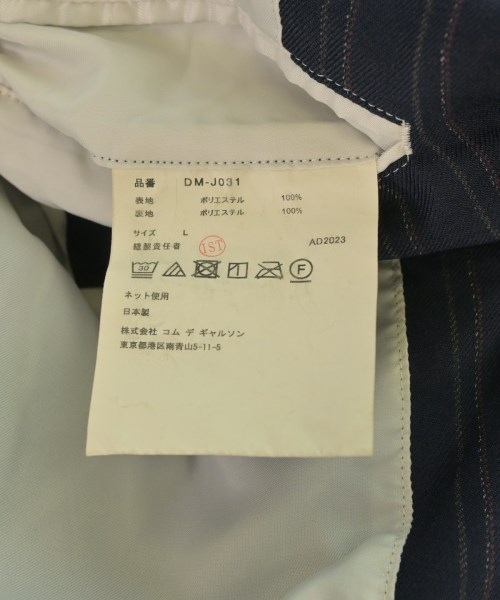 品番 DM-J031
表地 ポリエステル 100%
裏地 ポリエステル 100%
サイズ L
縫製責任者 IST AD2023
30 F
ネット使用
日本製
株式会社 コム デ ギャルソン
東京都港区南青山5-11-5